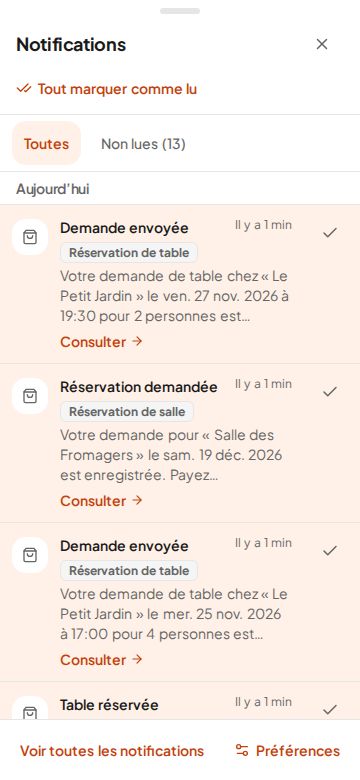 Notifications
Tout marquer comme lu
Toutes
Non lues (13)
Aujourd'hui
Demande envoyée
Il y a 1 min
Réservation de table
Votre demande de table chez « Le
Petit Jardin » le ven. 27 nov. 2026 à
19:30 pour 2 personnes est…
Consulter →
Réservation demandée
Il y a 1 min
Réservation de salle
Votre demande pour « Salle des
Fromagers » le sam. 19 déc. 2026
est enregistrée. Payez…
Consulter →
Demande envoyée
Il y a 1 min
Réservation de table
Votre demande de table chez « Le
Petit Jardin » le mer. 25 nov. 2026
à 17:00 pour 4 personnes est…
Consulter →
Table réservée
Il y a 1 min
Voir toutes les notifications
Préférences